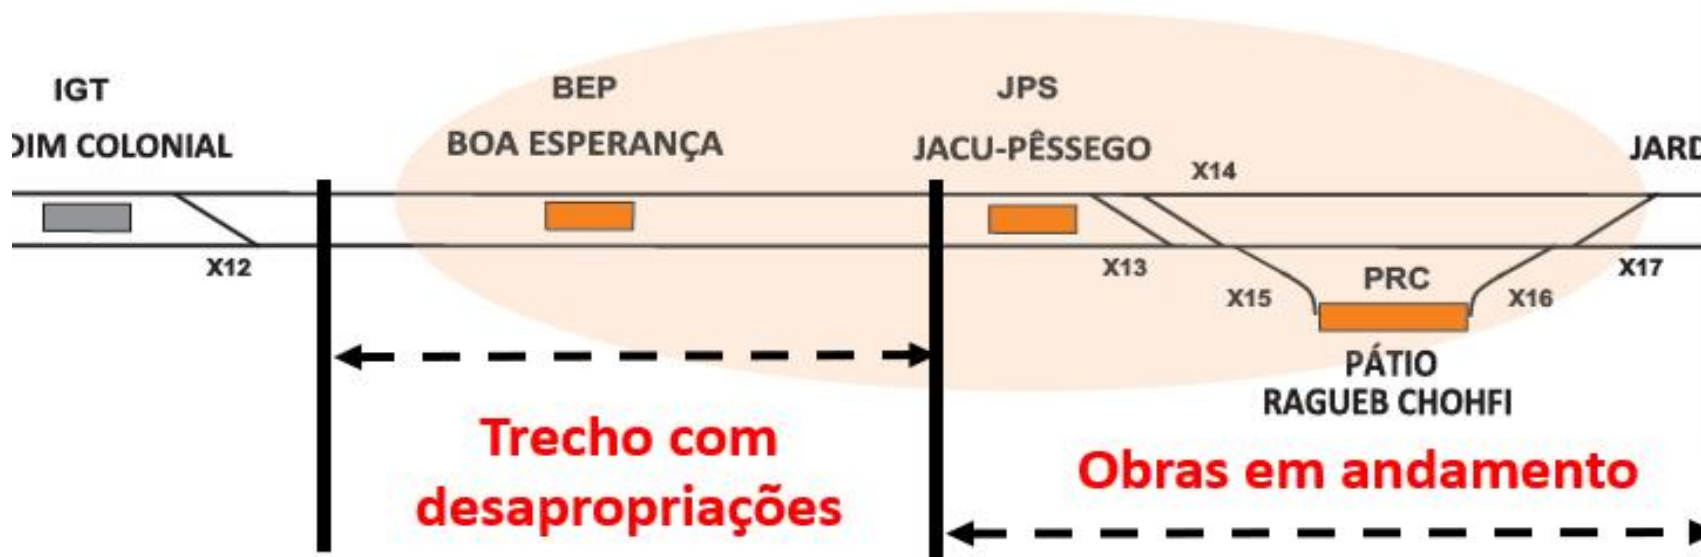 IGT
DIM COLONIAL
BEP
BOA ESPERANÇA
JPS
JACU-PÊSSEGO
JARD
X12
X13
X14
X15
PRC
X16
X17
PÁTIO
RAGUEB CHOHFI
Trecho com
desapropriações
Obras em andamento